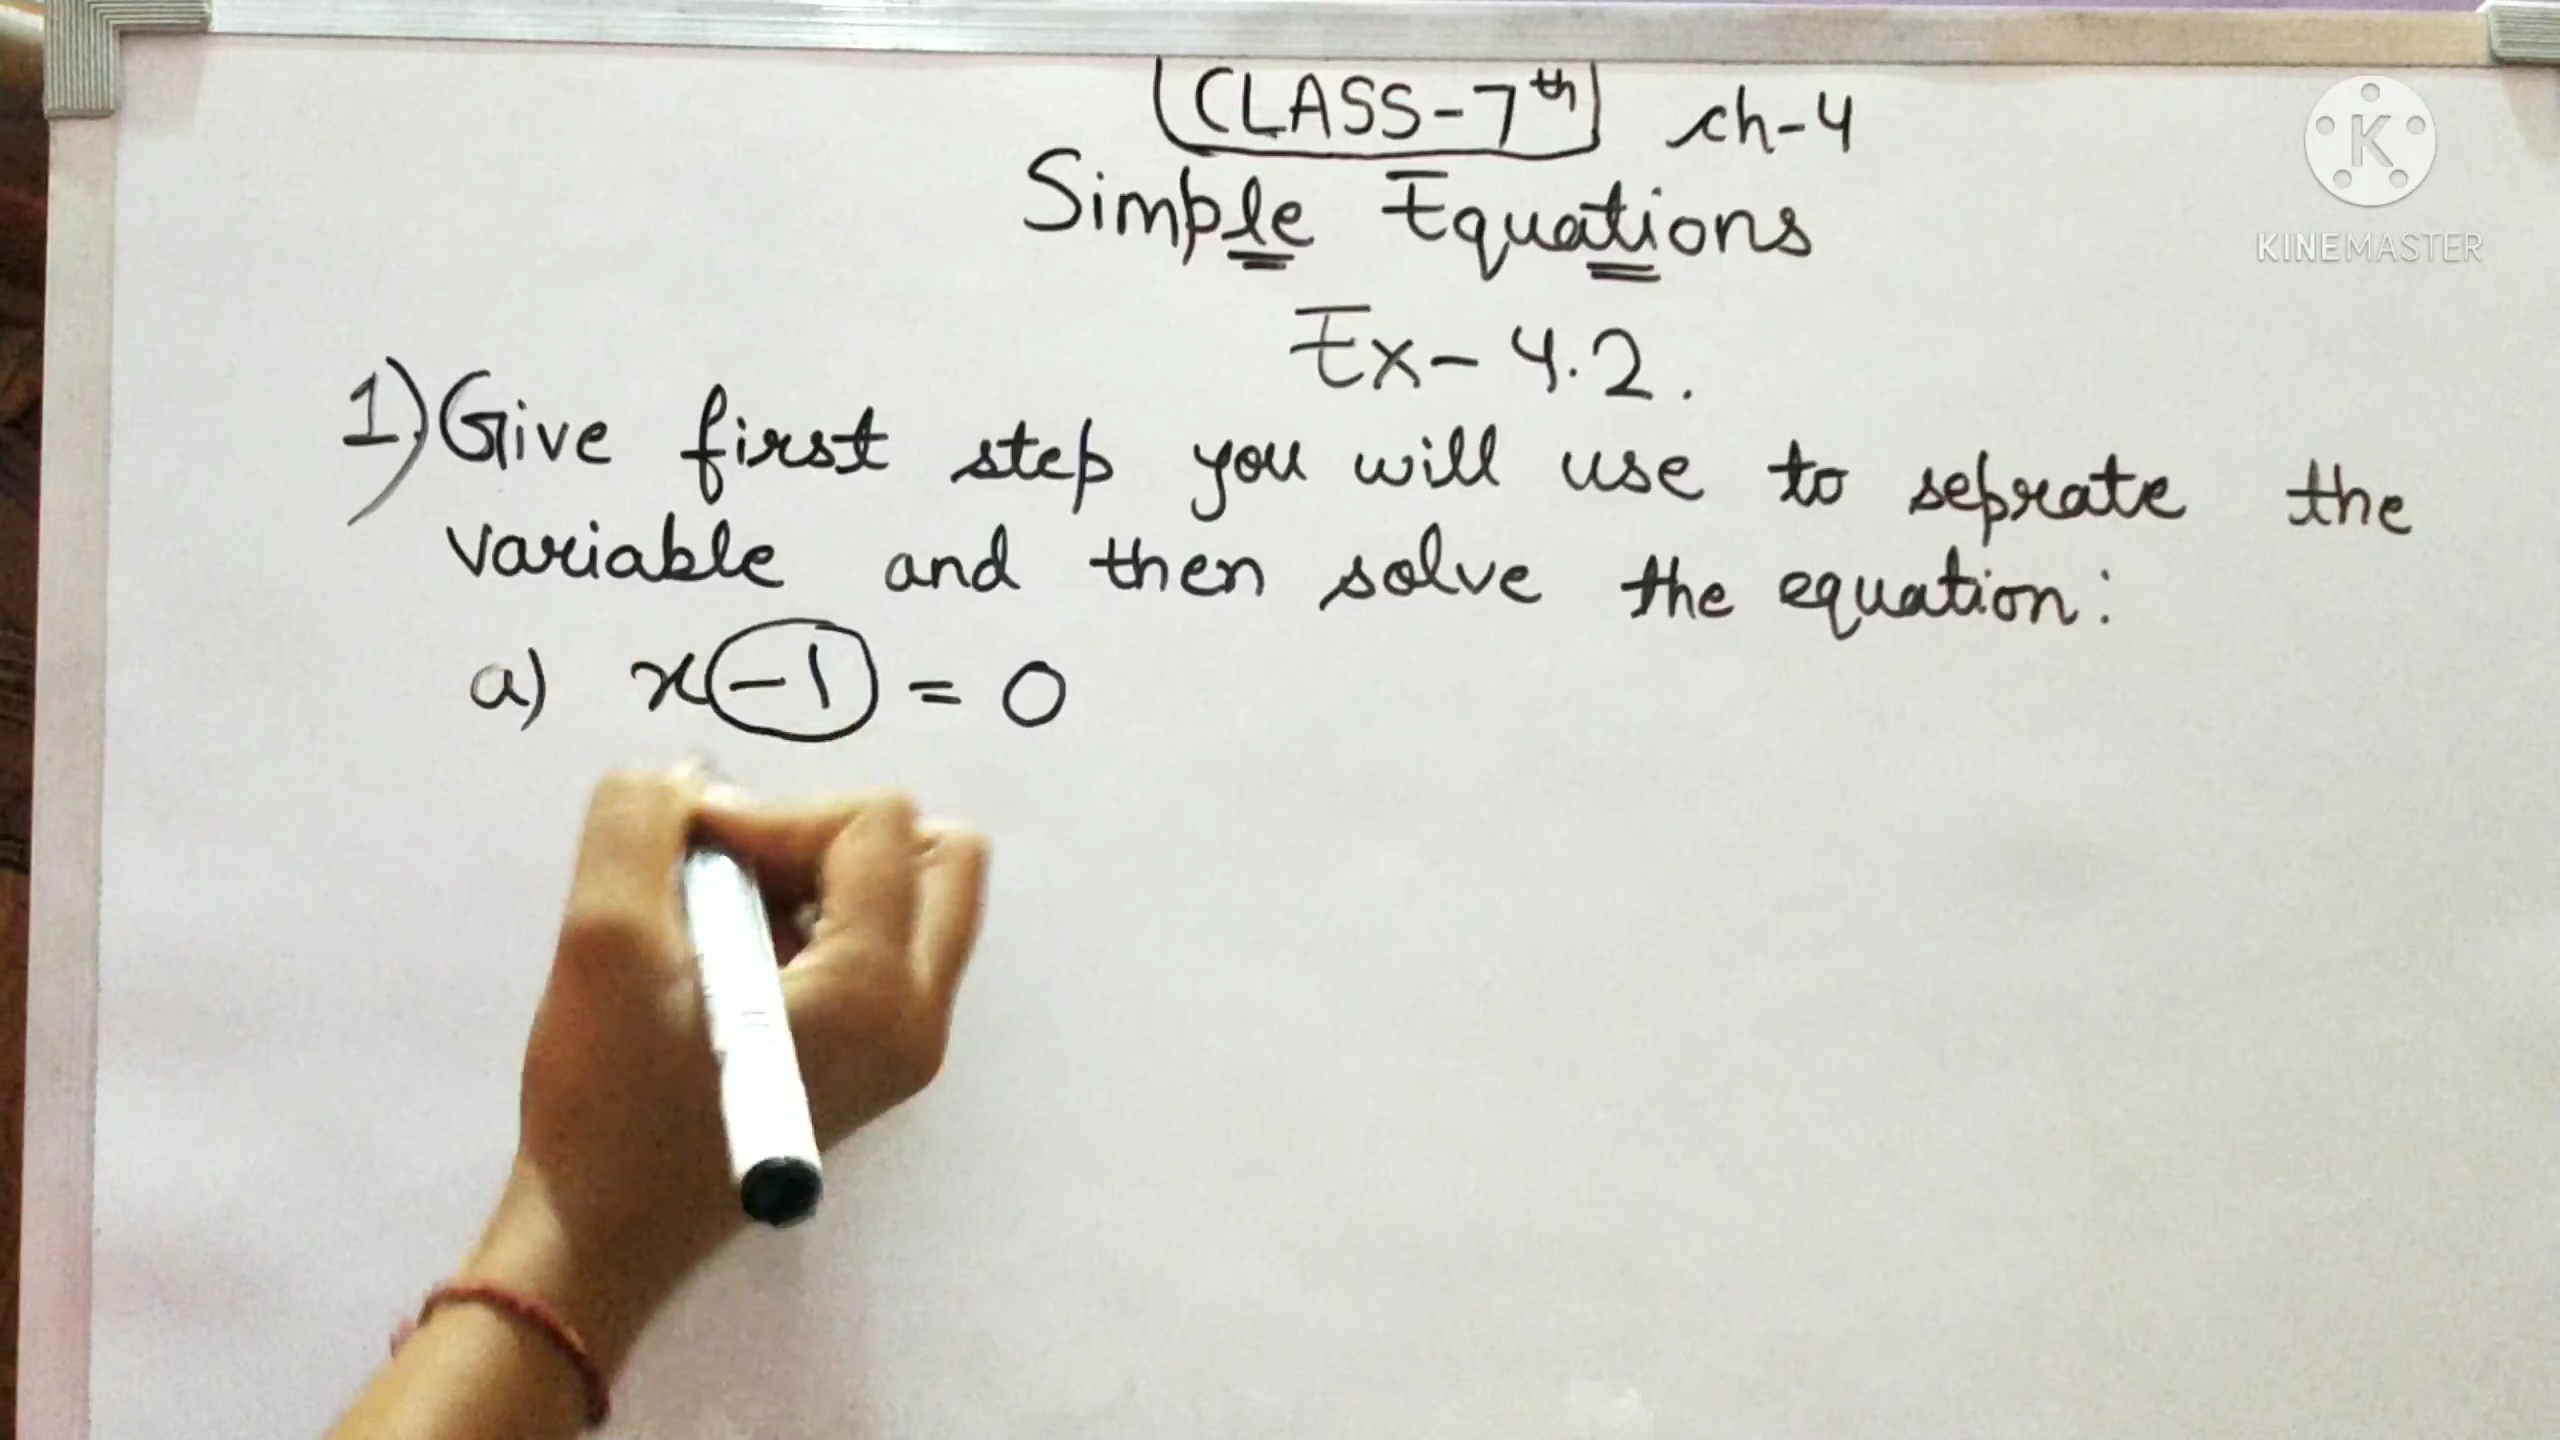 CLASS-7th ch-4
K
KINEMASTER
Simple Equations
Ex- 4.2.
1.) Give first step you will use to seprate the
variable and then solve the equation:
a) x -1 = 0